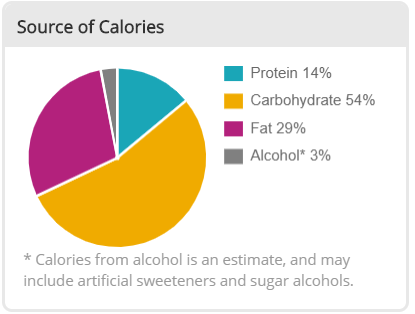 Source of Calories
Protein 14%
Carbohydrate 54%
Fat 29%
Alcohol* 3%
* Calories from alcohol is an estimate, and may
include artificial sweeteners and sugar alcohols.